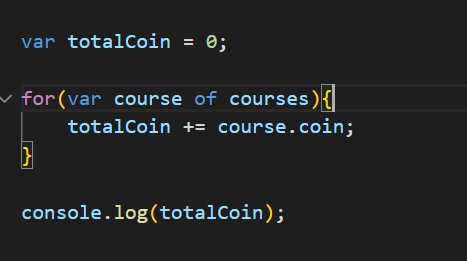 var totalCoin = 0;
for(var course of courses){
totalCoin += course.coin;
}
console.log(totalCoin);